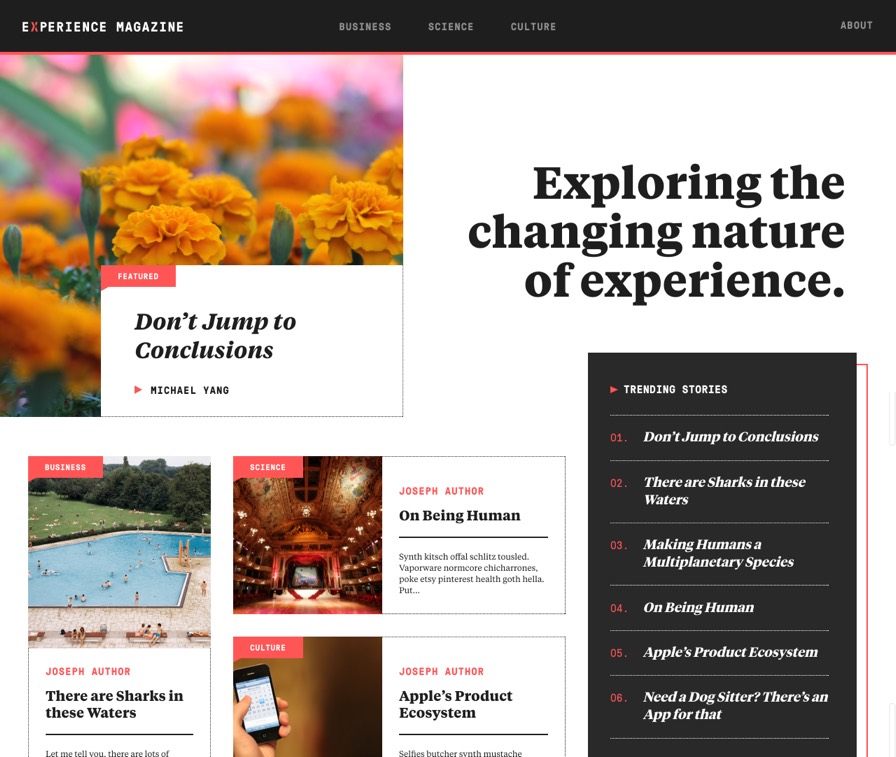 EXPERIENCE MAGAZINE
BUSINESS
SCIENCE
CULTURE
ABOUT
Exploring the
changing nature
of experience.
FEATURED
Don’t Jump to
Conclusions
MICHAEL YANG
BUSINESS
JOSEPH AUTHOR
There are Sharks in
these Waters
Let me tell you, there are lots of
SCIENCE
JOSEPH AUTHOR
On Being Human
Synth kitsch offal schlitz tousled.
Vaporware normcore chicharrones,
poke etsy pinterest health goth hella.
Put...
CULTURE
JOSEPH AUTHOR
Apple’s Product
Ecosystem
Selfies butcher synth mustache
TRENDING STORIES
01. Don’t Jump to Conclusions
02. There are Sharks in these
Waters
03. Making Humans a
Multiplanetary Species
04. On Being Human
05. Apple’s Product Ecosystem
06. Need a Dog Sitter? There’s an
App for that